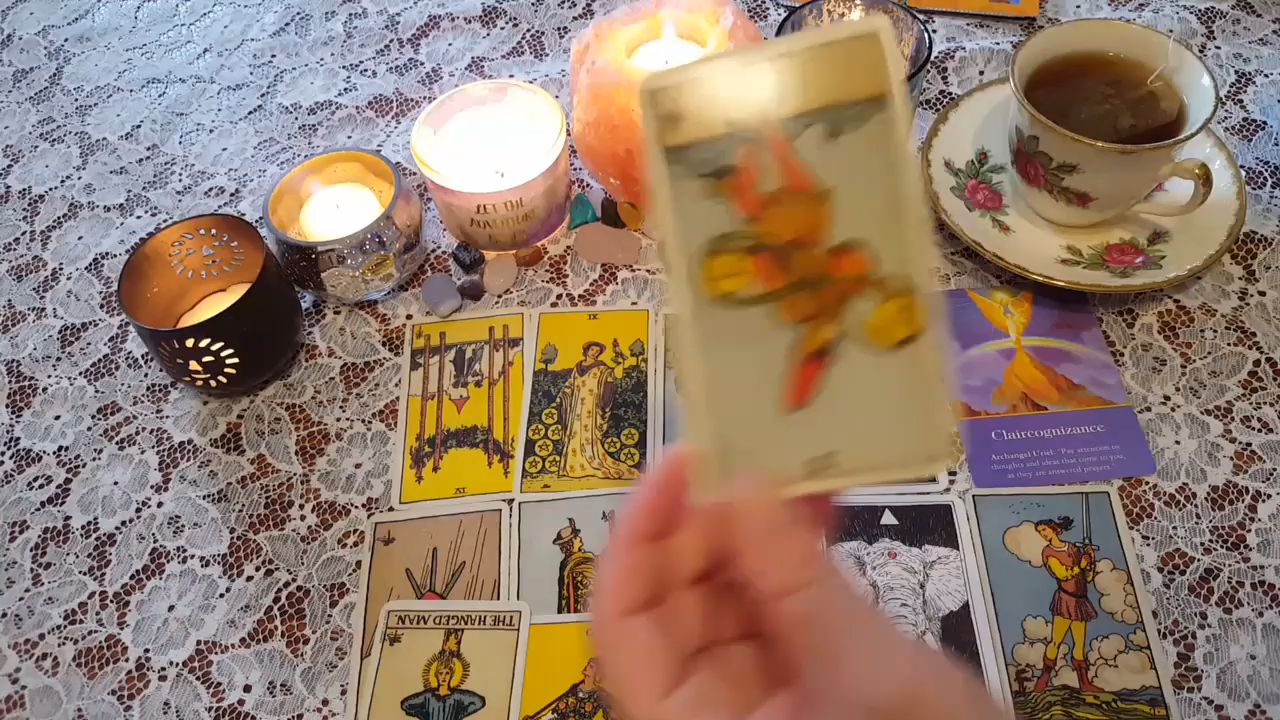 LET THE
ADVENTURE
IX
Claircognizance
Archangel Uriel: "Pay attention to
thoughts and ideas that come to you,
as they are answered prayers."
IV
THE HANGED MAN.